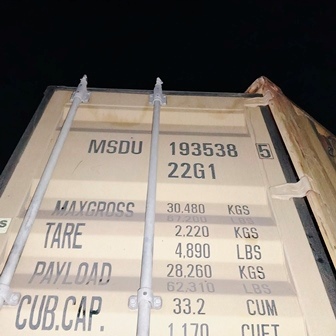 MSDU 193538 5
22G1
MAXGROSS 30.480 KGS
67.200 LBS
TARE 2.220 KGS
4,890 LBS
PAYLOAD 28,260 KGS
62,310 LBS
CUB.CAP. 33.2 CUM
1.170 CUFT